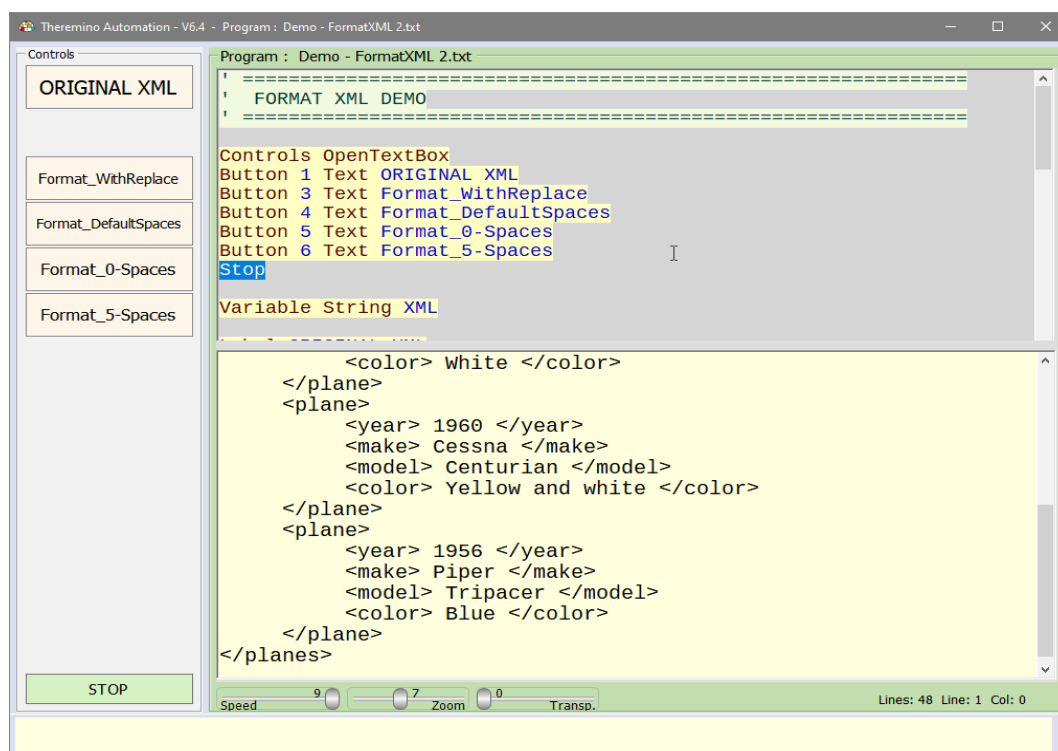 Theremino Automation - V6.4 - Program : Demo - FormatXML 2.txt
Controls
ORIGINAL XML
Format_WithReplace
Format_DefaultSpaces
Format_0-Spaces
Format_5-Spaces
STOP
Program : Demo - FormatXML 2.txt
' ===============================================================
' FORMAT XML DEMO
' ===============================================================
Controls OpenTextBox
Button 1 Text ORIGINAL XML
Button 3 Text Format_WithReplace
Button 4 Text Format_DefaultSpaces
Button 5 Text Format_0-Spaces
Button 6 Text Format_5-Spaces
Stop
Variable String XML
<color> White </color>
</plane>
<plane>
<year> 1960 </year>
<make> Cessna </make>
<model> Centurian </model>
<color> Yellow and white </color>
</plane>
<plane>
<year> 1956 </year>
<make> Piper </make>
<model> Tripacer </model>
<color> Blue </color>
</plane>
</planes>
Speed 9 7 Zoom 0 Transp.
Lines: 48 Line: 1 Col: 0